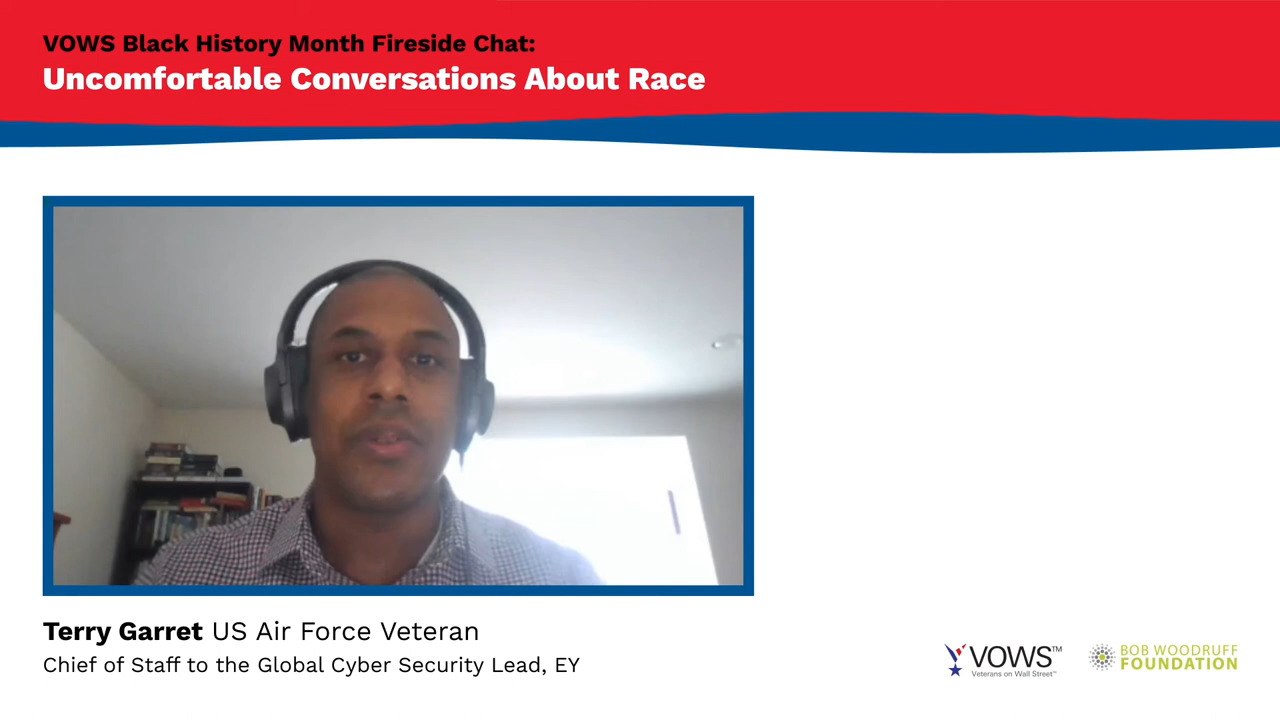 VOWS Black History Month Fireside Chat:
Uncomfortable Conversations About Race
Terry Garret US Air Force Veteran
Chief of Staff to the Global Cyber Security Lead, EY
VOWS™
Veterans on Wall Street™
BOB WOODRUFF
FOUNDATION